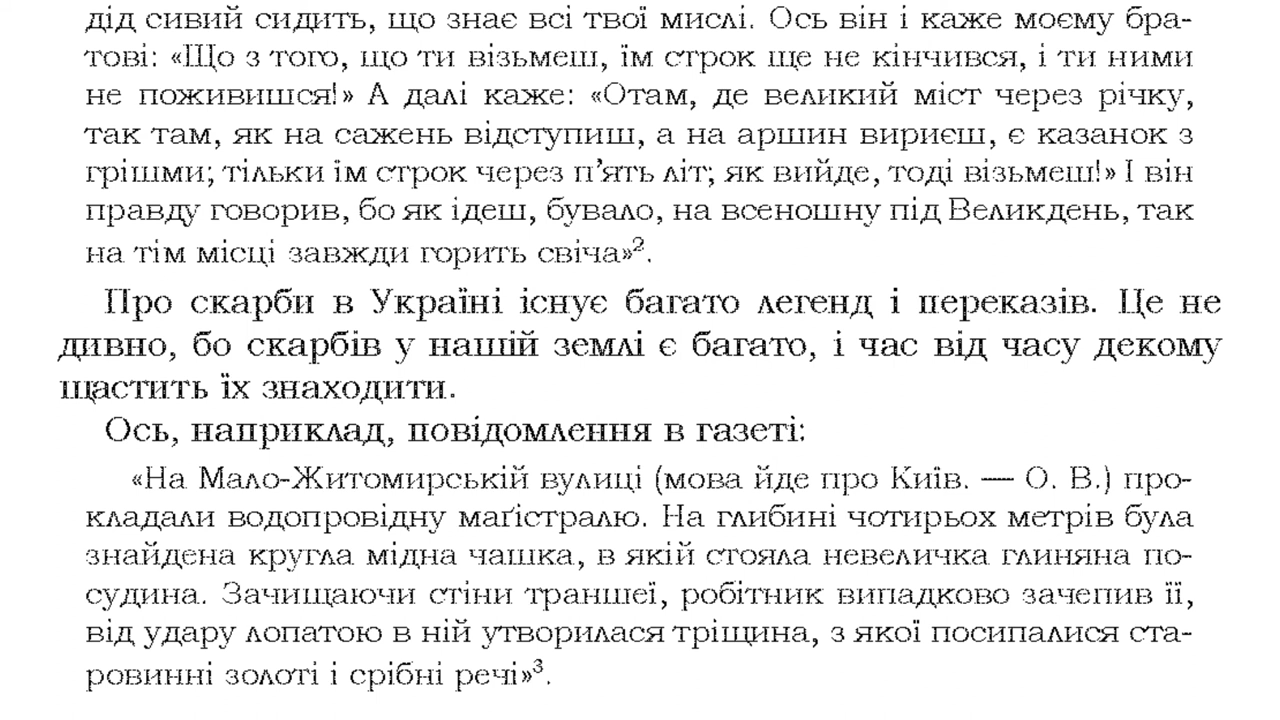 дід сивий сидить, що знає всі твої мислі. Ось він і каже моєму бра-
тові: «Що з того, що ти візьмеш, їм строк ще не кінчився, і ти ними
не поживишся!» А далі каже: «Отам, де великий міст через річку,
так там, як на сажень відступиш, а на аршин вириєш, є казанок з
грішми; тільки їм строк через п’ять літ; як вийде, тоді візьмеш!» І він
правду говорив, бо як ідеш, бувало, на всеношну під Великдень, так
на тім місці завжди горить свіча»².
Про скарби в Україні існує багато легенд і переказів. Це не
дивно, бо скарбів у нашій землі є багато, і час від часу декому
щастить їх знаходити.
Ось, наприклад, повідомлення в газеті:
«На Мало-Житомирській вулиці (мова йде про Київ. — О. В.) про-
кладали водопровідну маґістралю. На глибині чотирьох метрів була
знайдена кругла мідна чашка, в якій стояла невеличка глиняна по-
судина. Зачищаючи стіни траншеї, робітник випадково зачепив її,
від удару лопатою в ній утворилася тріщина, з якої посипалися ста-
ровинні золоті і срібні речі»³.